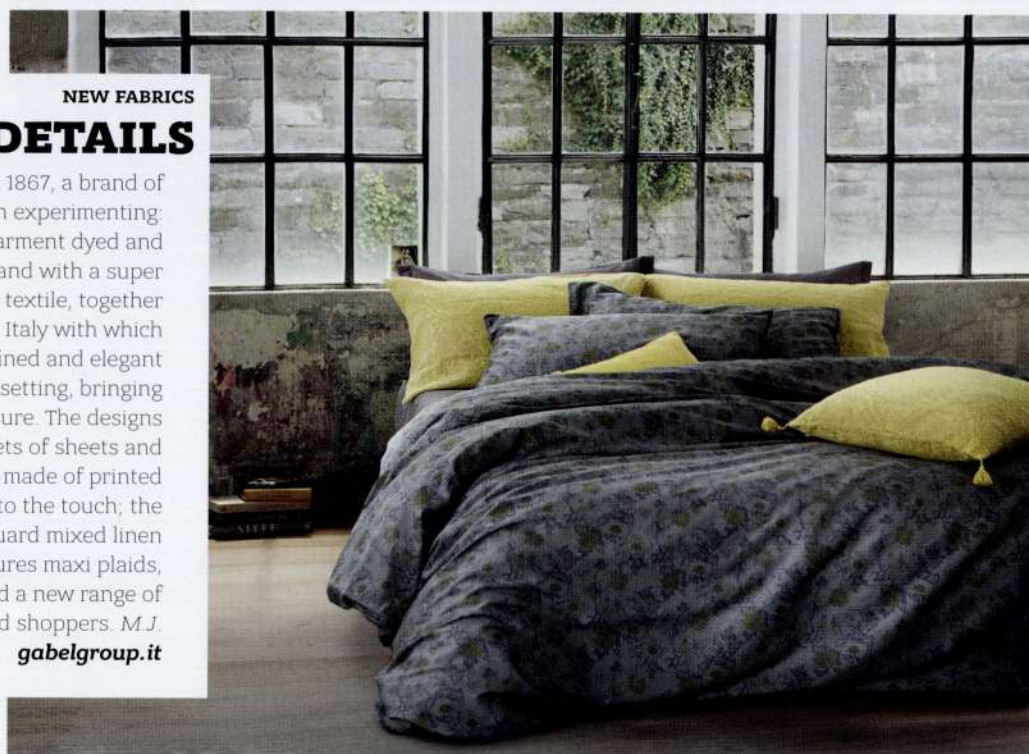 NEW FABRICS
DETAILS
1867, a brand of
n experimenting:
arment dyed and
and with a super
textile, together
Italy with which
ined and elegant
setting, bringing
sure. The designs
ets of sheets and
made of printed
to the touch; the
uard mixed linen
ures maxi plaids,
d a new range of
d shoppers. M.J.
gabelgroup.it